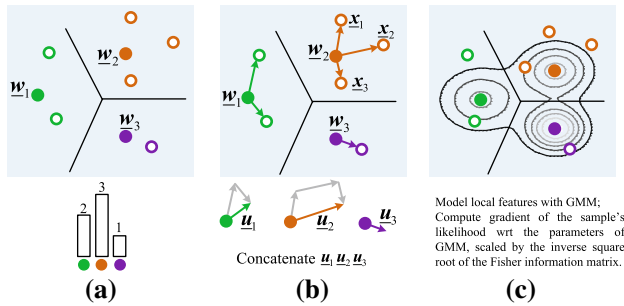 w1
w2
w3
2
3
1
(a)
x1
x2
w2
x3
w1
w3
u1
u2
u3
Concatenate u1 u2 u3
(b)
Model local features with GMM;
Compute gradient of the sample's
likelihood wrt the parameters of
GMM, scaled by the inverse square
root of the Fisher information matrix.
(c)